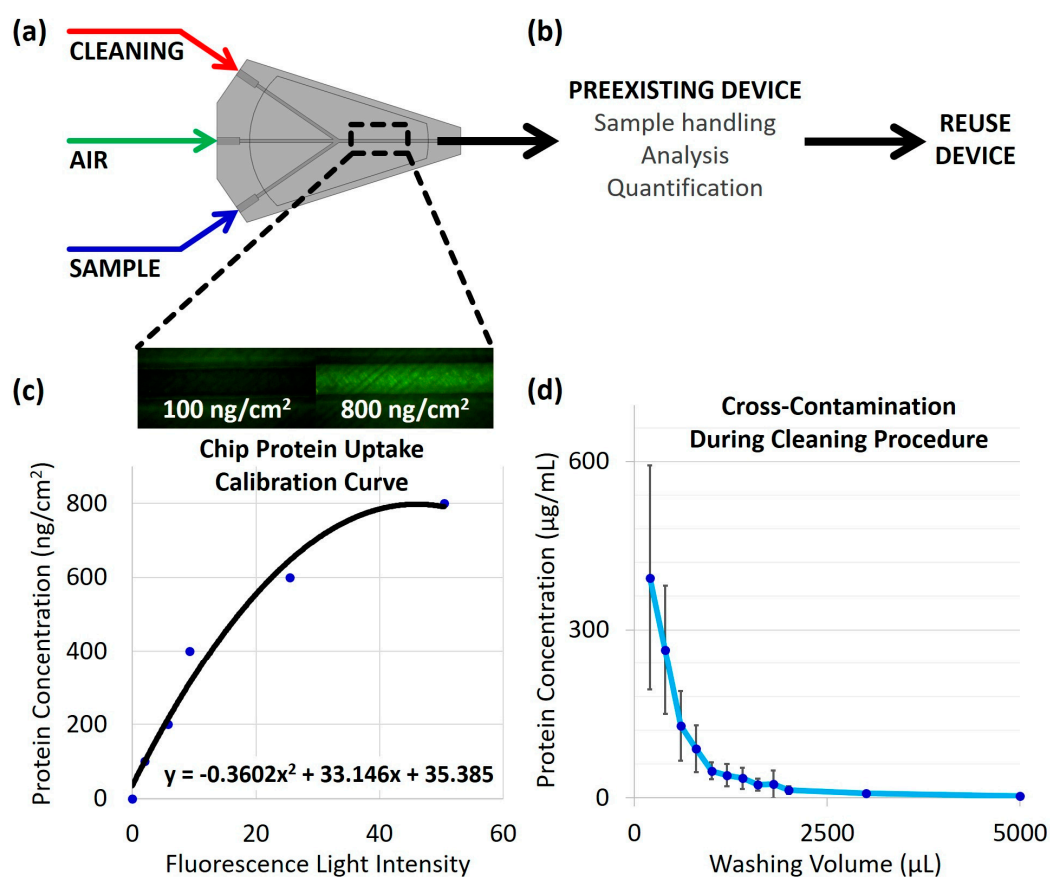 (a)
CLEANING
AIR
SAMPLE
(b)
PREEXISTING DEVICE
Sample handling
Analysis
Quantification
REUSE
DEVICE
100 ng/cm²
800 ng/cm²
(c)
Chip Protein Uptake
Calibration Curve
Protein Concentration (ng/cm²)
800
600
400
200
0
y = -0.3602x² + 33.146x + 35.385
0
20
40
60
Fluorescence Light Intensity
(d)
Cross-Contamination
During Cleaning Procedure
Protein Concentration (µg/mL)
600
300
0
0
2500
5000
Washing Volume (µL)